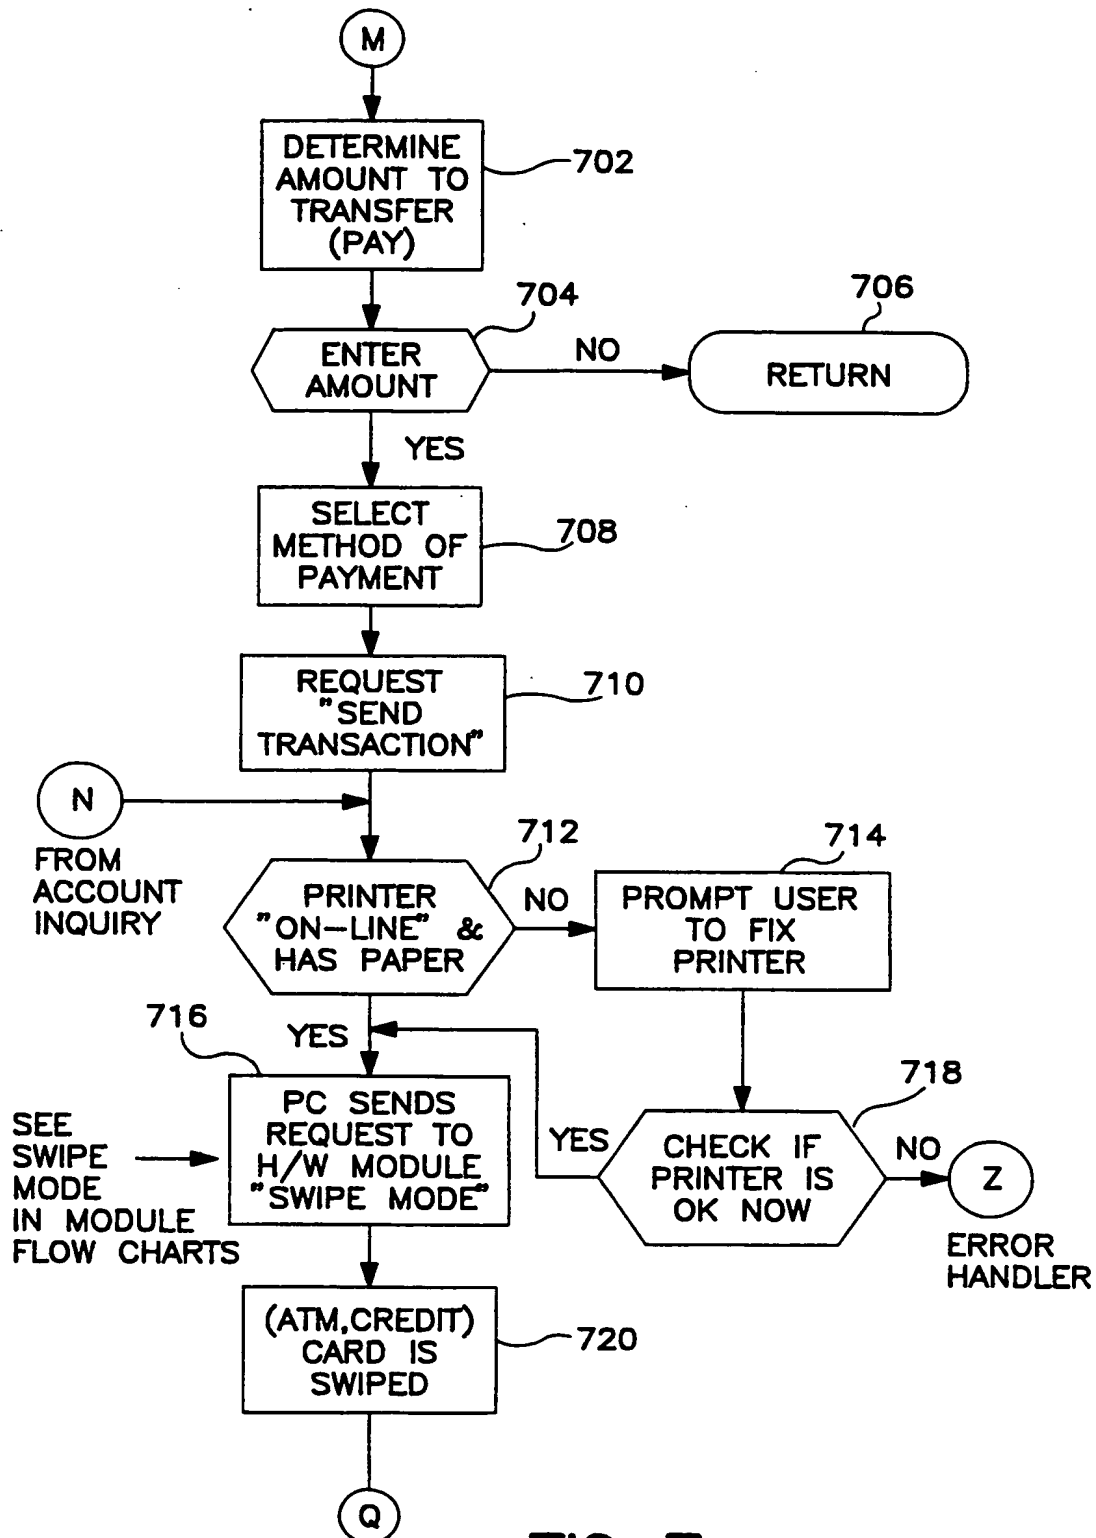 M
DETERMINE
AMOUNT TO
TRANSFER
(PAY)
702
704
706
ENTER
AMOUNT
NO
RETURN
YES
SELECT
METHOD OF
PAYMENT
708
REQUEST
"SEND
TRANSACTION"
710
N
FROM
ACCOUNT
INQUIRY
712
PRINTER
"ON-LINE" &
HAS PAPER
NO
714
PROMPT USER
TO FIX
PRINTER
YES
716
PC SENDS
REQUEST TO
H/W MODULE
"SWIPE MODE"
SEE
SWIPE
MODE
IN MODULE
FLOW CHARTS
718
YES
CHECK IF
PRINTER IS
OK NOW
NO
Z
ERROR
HANDLER
(ATM,CREDIT)
CARD IS
SWIPED
720
Q